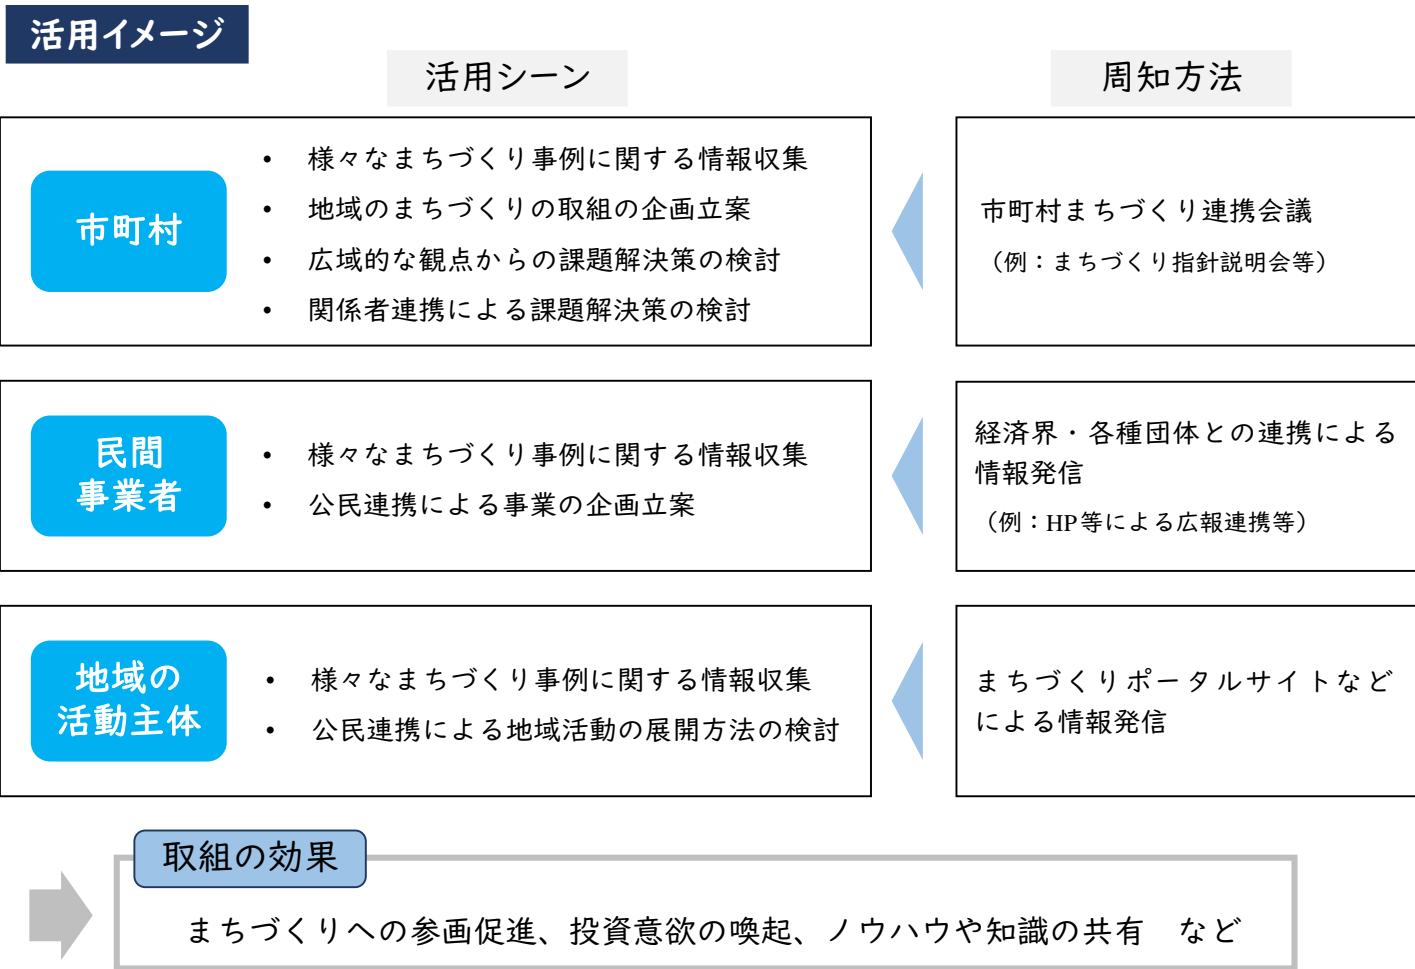 活用イメージ
活用シーン
周知方法
市町村
• 様々なまちづくり事例に関する情報収集
• 地域のまちづくりの取組の企画立案
• 広域的な観点からの課題解決策の検討
• 関係者連携による課題解決策の検討
市町村まちづくり連携会議
（例：まちづくり指針説明会等）
民間
事業者
• 様々なまちづくり事例に関する情報収集
• 公民連携による事業の企画立案
経済界・各種団体との連携による
情報発信
（例：HP等による広報連携等）
地域の
活動主体
• 様々なまちづくり事例に関する情報収集
• 公民連携による地域活動の展開方法の検討
まちづくりポータルサイトなど
による情報発信
取組の効果
まちづくりへの参画促進、投資意欲の喚起、ノウハウや知識の共有　など